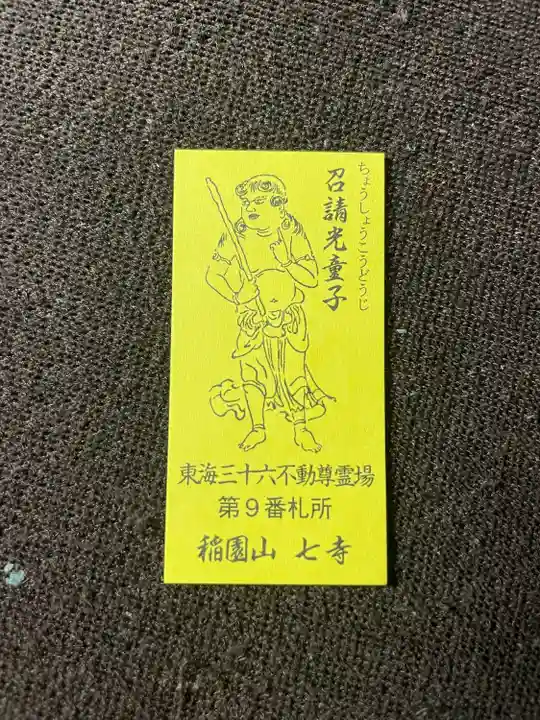 ちょうしょうこうどうじ
召請光童子
東海三十六不動尊霊場
第9番札所
稲園山 七寺